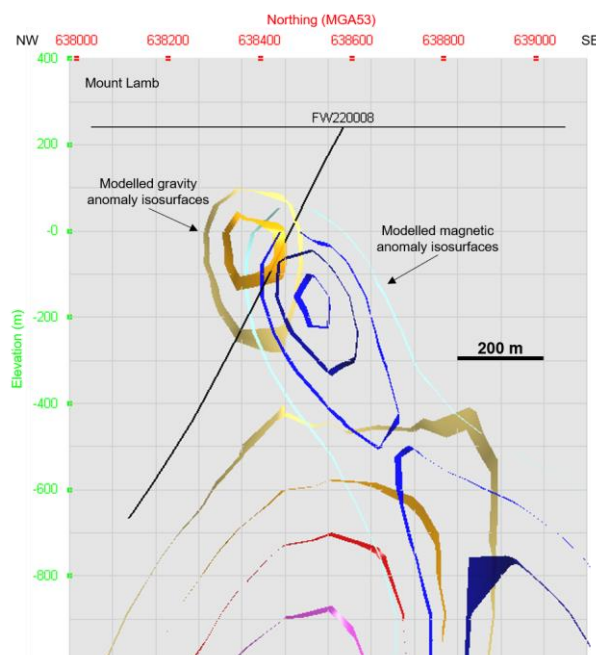 Northing (MGA53)
NW 638000 638200 638400 638600 638800 639000 SE
400
Mount Lamb
FW220008
200
Modelled gravity
anomaly isosurfaces
-0
Modelled magnetic
anomaly isosurfaces
-200
200 m
Elevation (m)
-400
-600
-800